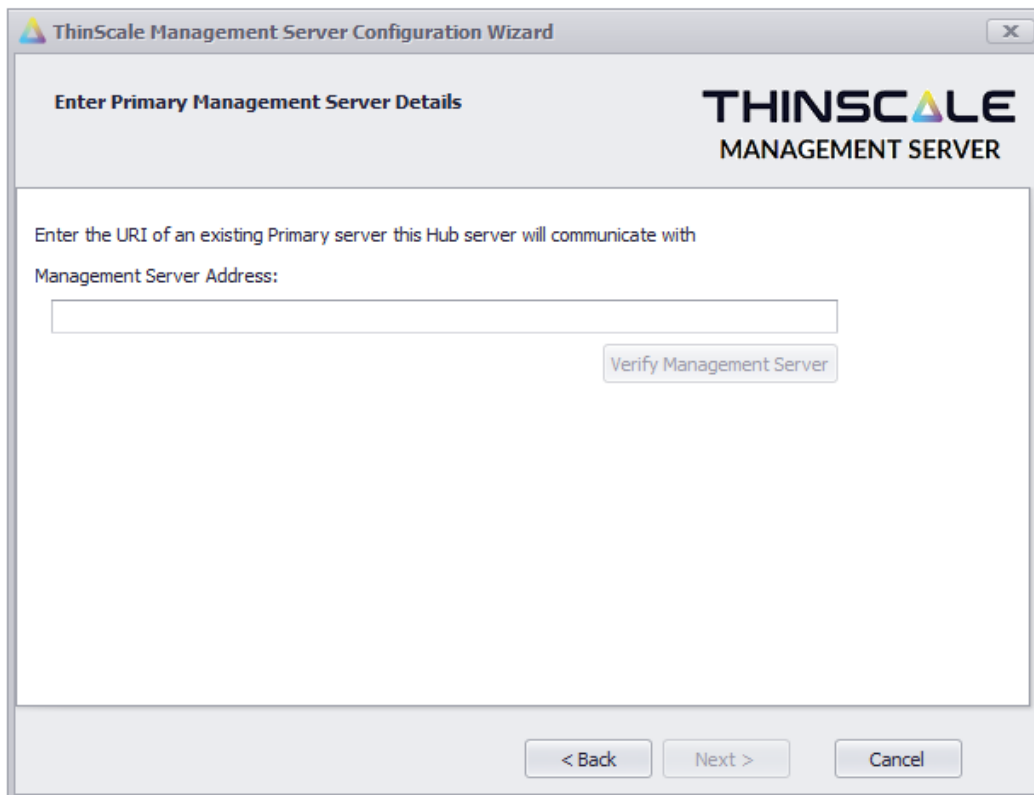 ThinScale Management Server Configuration Wizard
Enter Primary Management Server Details
THINSCALE
MANAGEMENT SERVER
Enter the URI of an existing Primary server this Hub server will communicate with
Management Server Address:
Verify Management Server
< Back
Next >
Cancel